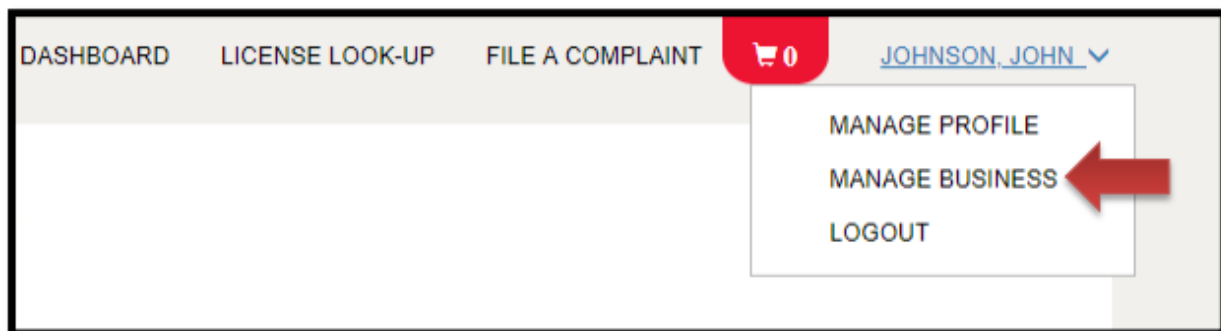 DASHBOARD LICENSE LOOK-UP FILE A COMPLAINT 0 JOHNSON, JOHN
MANAGE PROFILE
MANAGE BUSINESS
LOGOUT